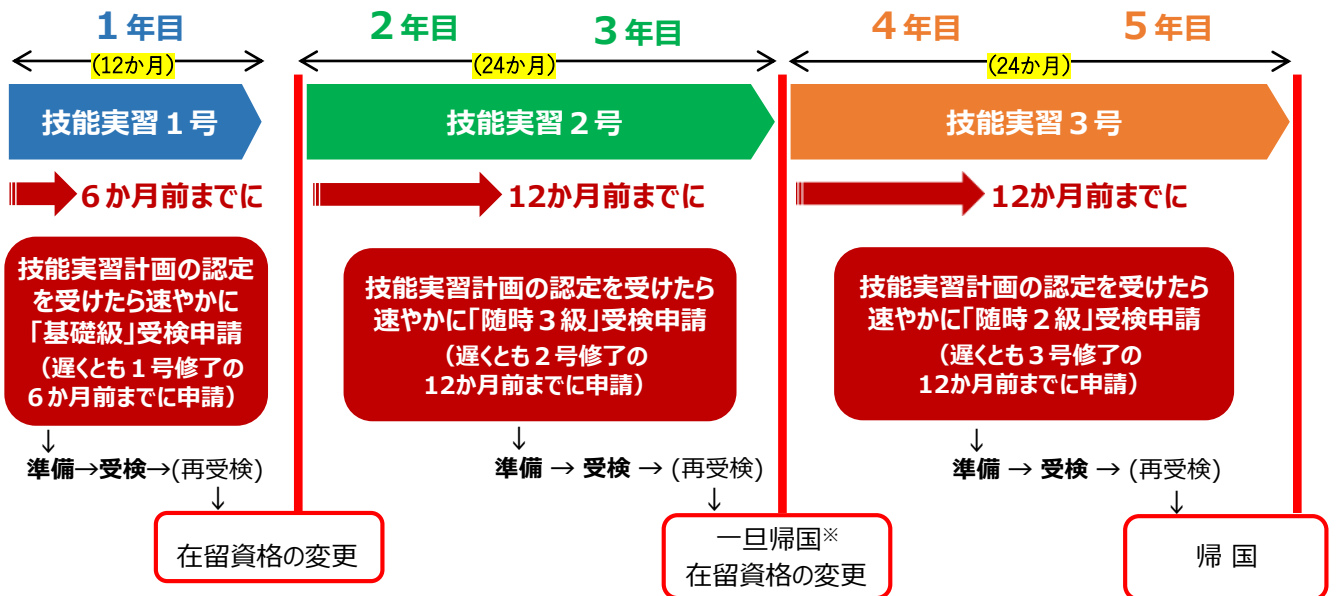 1年目
2年目
3年目
4年目
5年目
(12か月)
(24か月)
(24か月)
技能実習1号
技能実習2号
技能実習3号
6か月前までに
12か月前までに
12か月前までに
技能実習計画の認定
を受けたら速やかに
「基礎級」受検申請
(遅くとも1号修了の
6か月前までに申請)
技能実習計画の認定を受けたら
速やかに「随時3級」受検申請
(遅くとも2号修了の
12か月前までに申請)
技能実習計画の認定を受けたら
速やかに「随時2級」受検申請
(遅くとも3号修了の
12か月前までに申請)
↓
↓
↓
準備→受検→(再受検)
準備 → 受検 → (再受検)
準備 → 受検 → (再受検)
↓
↓
↓
在留資格の変更
一旦帰国※
在留資格の変更
帰 国